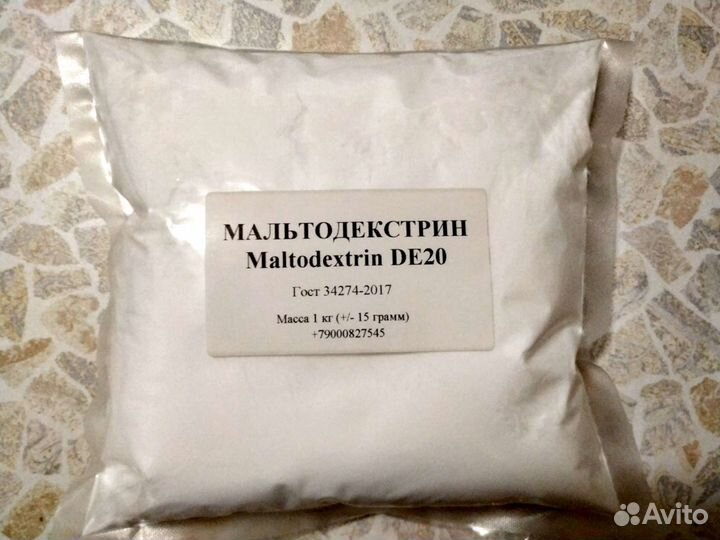 МАЛЬТОДЕКСТРИН
Maltodextrin DE20
Гост 34274-2017
Масса 1 кг (+/- 15 грамм)
+79000827545
Avito